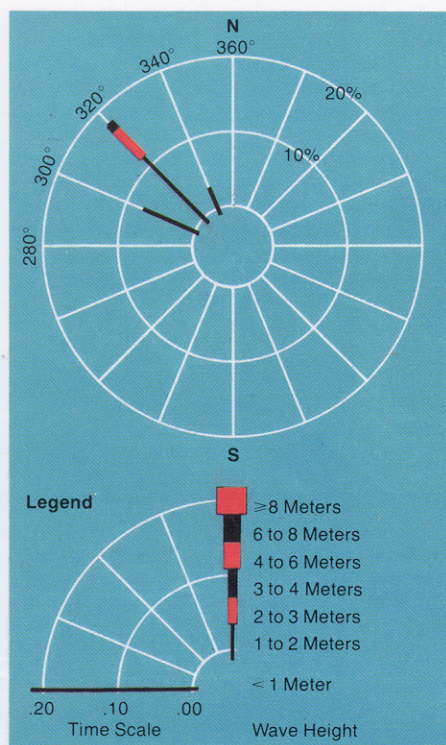 N
360°
340°
320°
300°
280°
20%
10%
S
Legend
≥8 Meters
6 to 8 Meters
4 to 6 Meters
3 to 4 Meters
2 to 3 Meters
1 to 2 Meters
< 1 Meter
.20 .10 .00
Time Scale
Wave Height